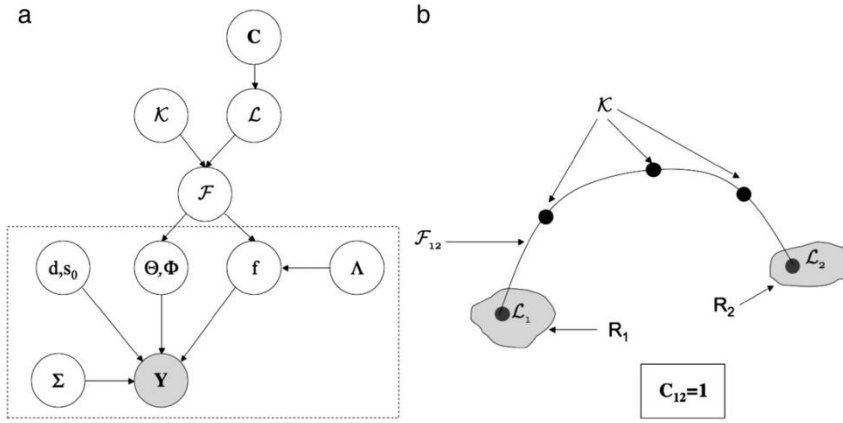 a
C
𝒦
ℒ
ℱ
d,s₀
Θ,Φ
f
Λ
Σ
Y
b
𝒦
ℱ₁₂
ℒ₁
R₁
ℒ₂
R₂
C₁₂=1